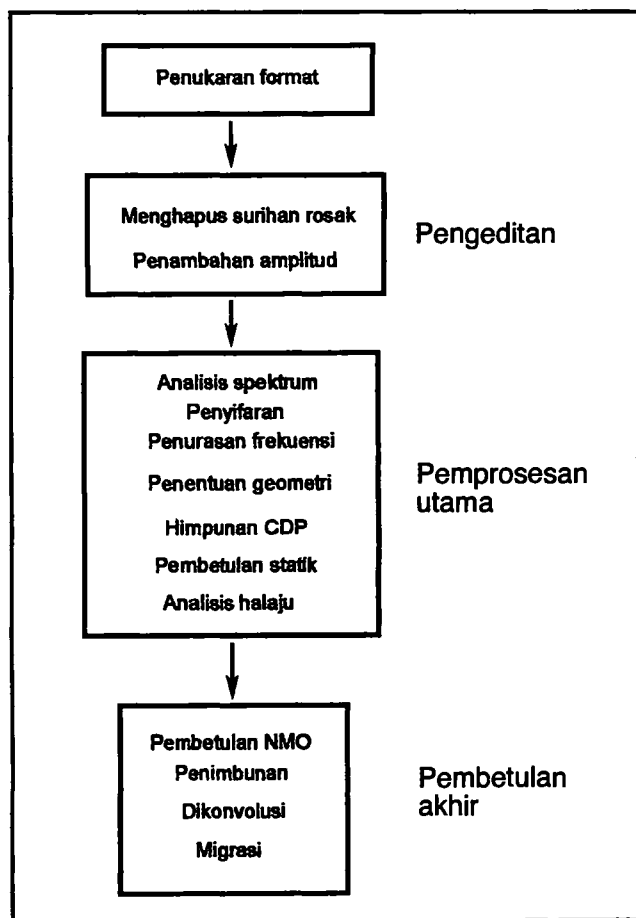 Penukaran format
Menghapus surihan rosak
Penambahan amplitud
Pengeditan
Analisis spektrum
Penyifaran
Penurasan frekuensi
Penentuan geometri
Himpunan CDP
Pembetulan statik
Analisis halaju
Pemprosesan
utama
Pembetulan NMO
Penimbunan
Dikonvolusi
Migrasi
Pembetulan
akhir